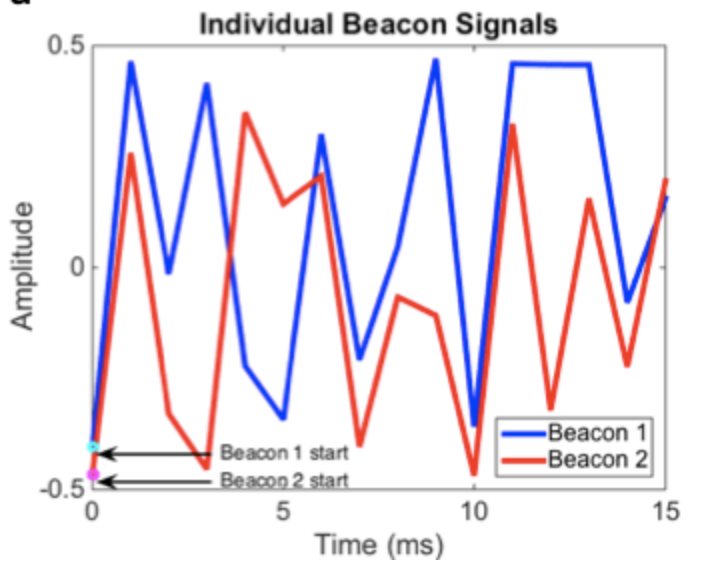 Individual Beacon Signals
0.5
0
-0.5
Amplitude
Beacon 1 start
Beacon 2 start
Beacon 1
Beacon 2
0 5 10 15
Time (ms)